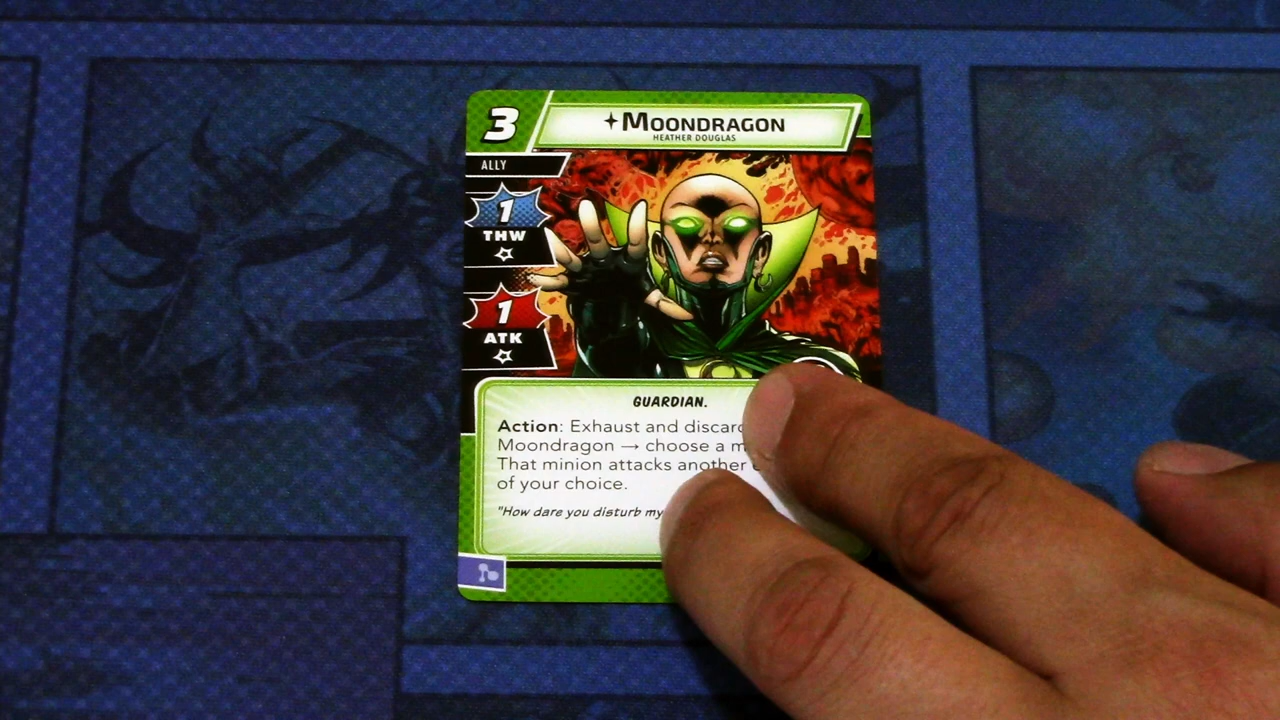 3
MOONDRAGON
HEATHER DOUGLAS
ALLY
1
THW
1
ATK
GUARDIAN.
Action: Exhaust and
Moondragon → choose a
That minion attacks another
of your choice.
"How dare you disturb my